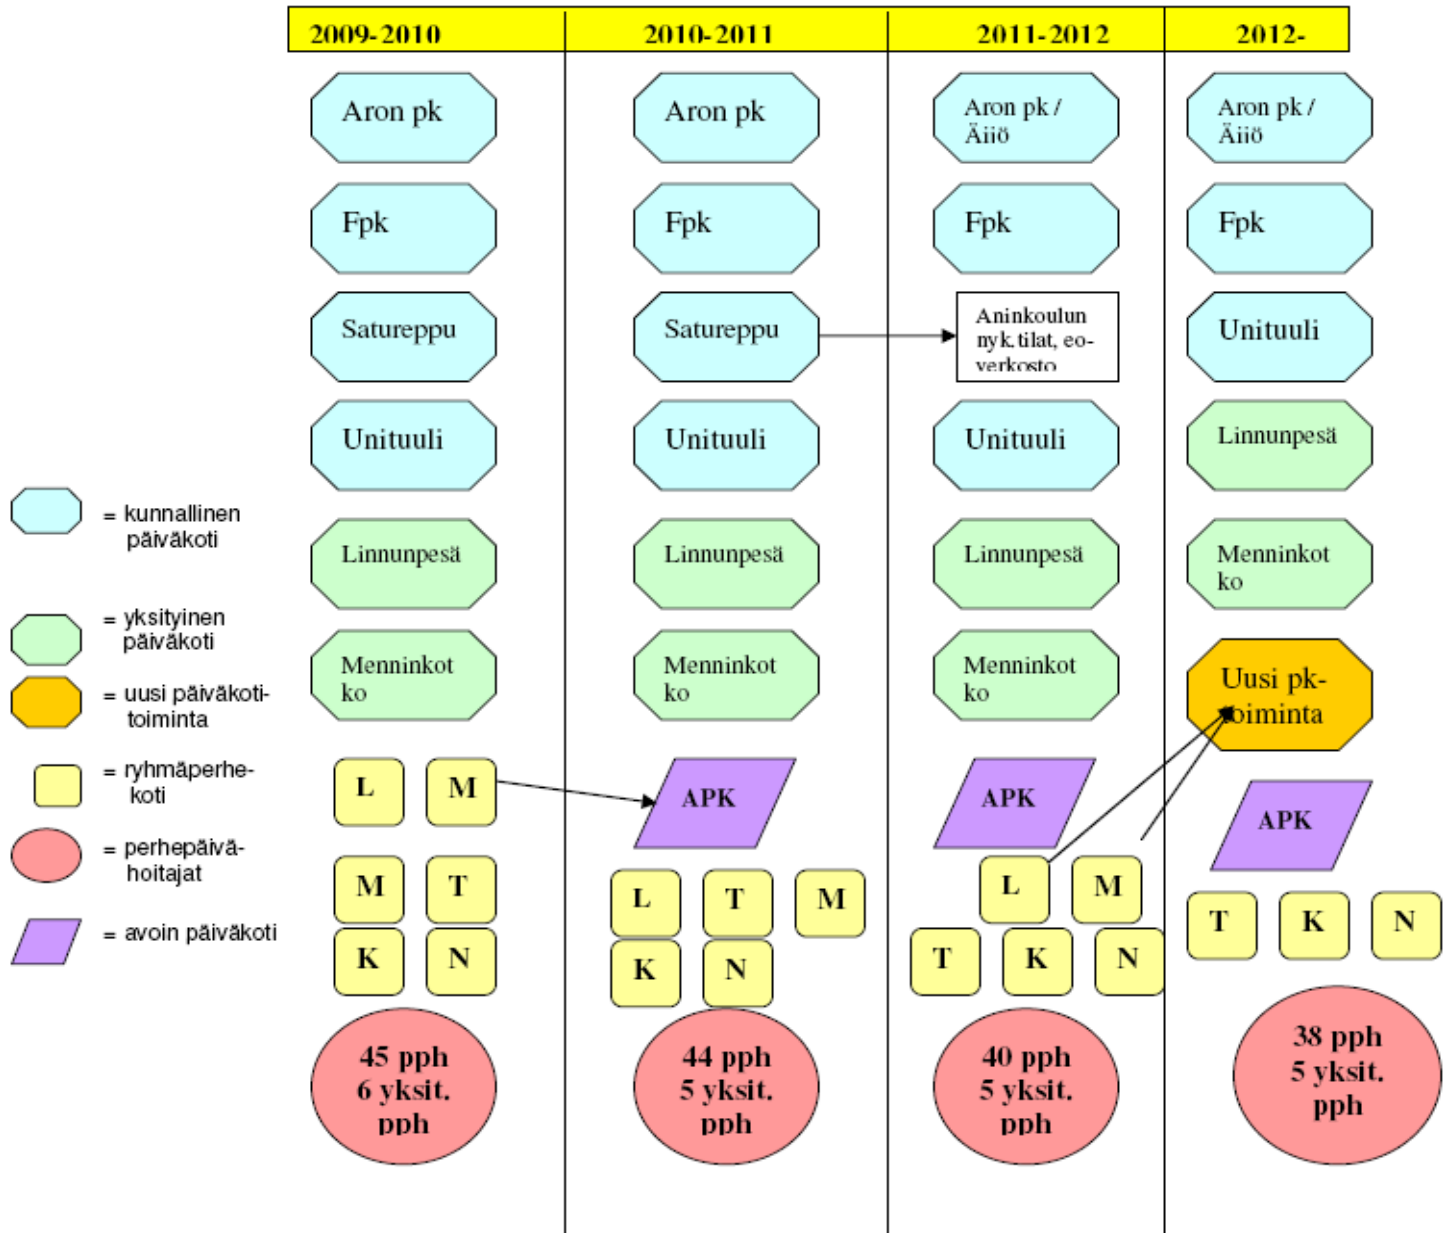 2009-2010 2010-2011 2011-2012 2012-
Aron pk Aron pk Aron pk / Aron pk /
Äiiö Äiiö
Fpk Fpk Fpk Fpk
Satureppu Satureppu Aninkoulun Unituuli
nyk.tilat, eo-
verkosto
Unituuli Unituuli Unituuli Linnunpesä
Linnunpesä Linnunpesä Linnunpesä Menninkot
ko
Menninkot Menninkot Menninkot Uusi pk-
ko ko ko toiminta
L M APK APK APK
M T L T M L M T K N
K N K N T K N
45 pph 44 pph 40 pph 38 pph
6 yksit. 5 yksit. 5 yksit. 5 yksit.
pph pph pph pph
= kunnallinen
päiväkoti
= yksityinen
päiväkoti
= uusi päiväkoti-
toiminta
= ryhmäperhe-
koti
= perhepäivä-
hoitajat
= avoin päiväkoti